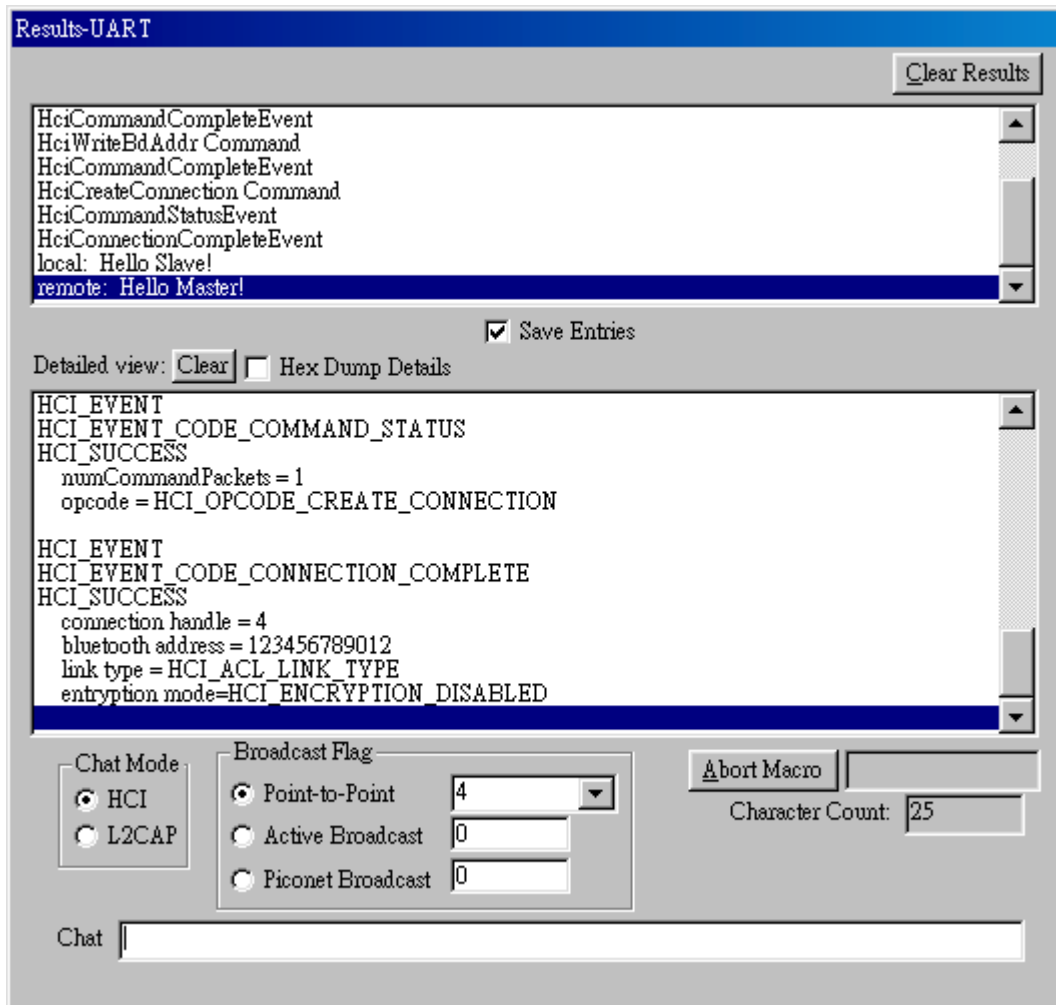 Results-UART
Clear Results
HciCommandCompleteEvent
HciWriteBdAddr Command
HciCommandCompleteEvent
HciCreateConnection Command
HciCommandStatusEvent
HciConnectionCompleteEvent
local:  Hello Slave!
remote:  Hello Master!
Save Entries
Detailed view: Clear Hex Dump Details
HCI_EVENT
HCI_EVENT_CODE_COMMAND_STATUS
HCI_SUCCESS
numCommandPackets = 1
opcode = HCI_OPCODE_CREATE_CONNECTION
HCI_EVENT
HCI_EVENT_CODE_CONNECTION_COMPLETE
HCI_SUCCESS
connection handle = 4
bluetooth address = 123456789012
link type = HCI_ACL_LINK_TYPE
entryption mode=HCI_ENCRYPTION_DISABLED
Chat Mode
HCI
L2CAP
Broadcast Flag
Point-to-Point 4
Active Broadcast 0
Piconet Broadcast 0
Abort Macro
Character Count: 25
Chat